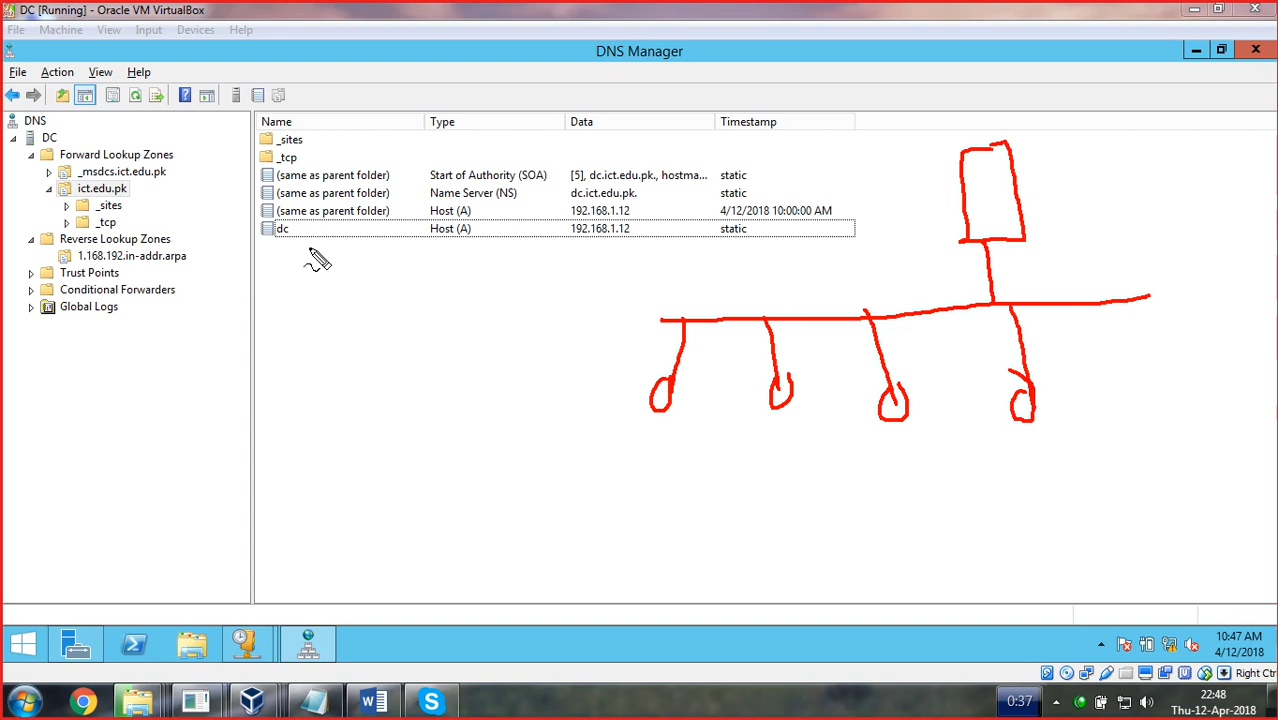 DC [Running] - Oracle VM VirtualBox
File Machine View Input Devices Help
DNS Manager
File Action View Help
DNS
DC
Forward Lookup Zones
_msdcs.ict.edu.pk
ict.edu.pk
_sites
_tcp
Reverse Lookup Zones
1.168.192.in-addr.arpa
Trust Points
Conditional Forwarders
Global Logs
Name Type Data Timestamp
_sites
_tcp
(same as parent folder) Start of Authority (SOA) [5], dc.ict.edu.pk., hostma... static
(same as parent folder) Name Server (NS) dc.ict.edu.pk. static
(same as parent folder) Host (A) 192.168.1.12 4/12/2018 10:00:00 AM
dc Host (A) 192.168.1.12 static
10:47 AM
4/12/2018
Right Ctrl
0:37
22:48
Thu-12-Apr-2018